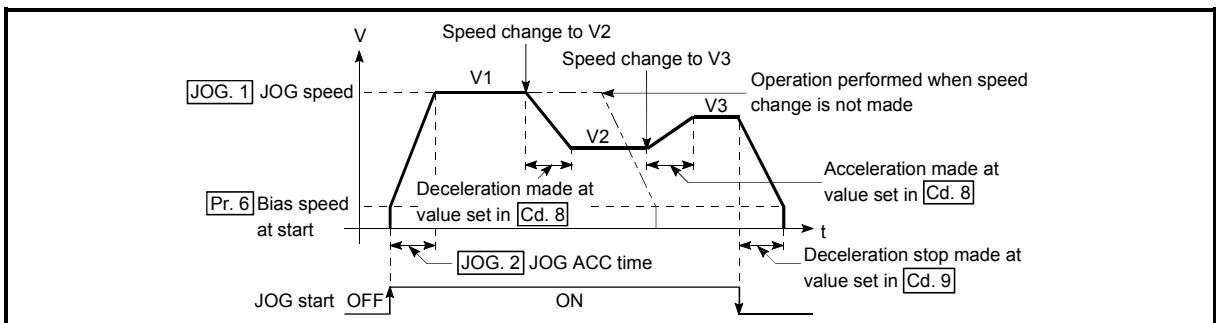 Speed change to V2
V
Speed change to V3
V1
Operation performed when speed
change is not made
JOG. 1 JOG speed
V3
V2
Deceleration made at
value set in Cd. 8
Acceleration made at
value set in Cd. 8
Pr. 6 Bias speed
at start
t
JOG. 2 JOG ACC time
Deceleration stop made at
value set in Cd. 9
JOG start OFF
ON